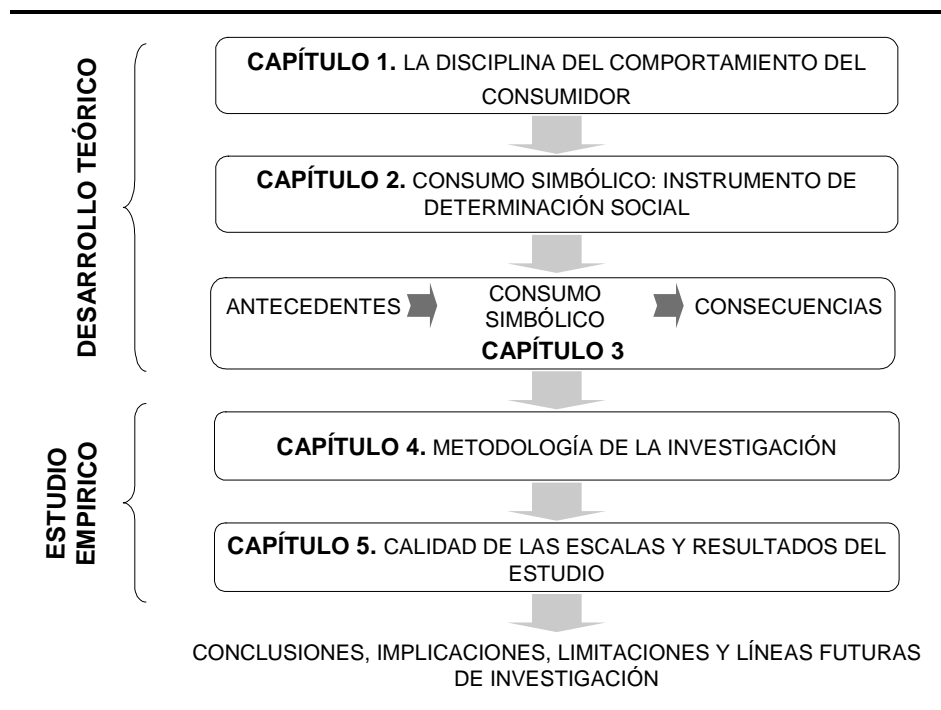 DESARROLLO TEÓRICO
CAPÍTULO 1. LA DISCIPLINA DEL COMPORTAMIENTO DEL
CONSUMIDOR
CAPÍTULO 2. CONSUMO SIMBÓLICO: INSTRUMENTO DE
DETERMINACIÓN SOCIAL
ANTECEDENTES
CONSUMO
SIMBÓLICO
CONSECUENCIAS
CAPÍTULO 3
ESTUDIO
EMPIRICO
CAPÍTULO 4. METODOLOGÍA DE LA INVESTIGACIÓN
CAPÍTULO 5. CALIDAD DE LAS ESCALAS Y RESULTADOS DEL
ESTUDIO
CONCLUSIONES, IMPLICACIONES, LIMITACIONES Y LÍNEAS FUTURAS
DE INVESTIGACIÓN